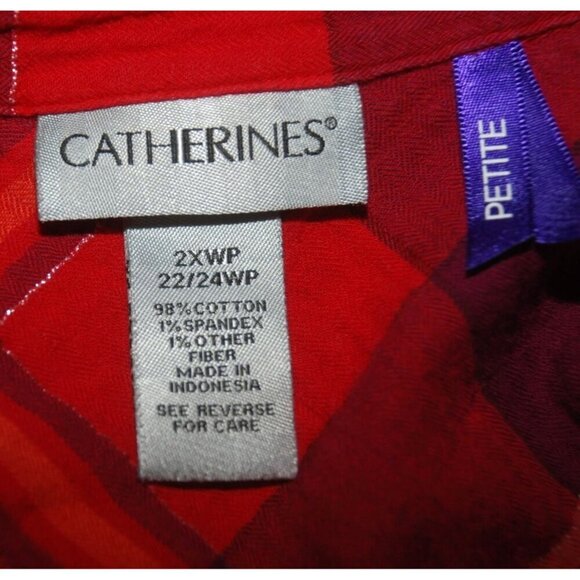 CATHERINES®
PETITE
2XWP
22/24WP
98% COTTON
1% SPANDEX
1% OTHER
FIBER
MADE IN
INDONESIA
SEE REVERSE
FOR CARE